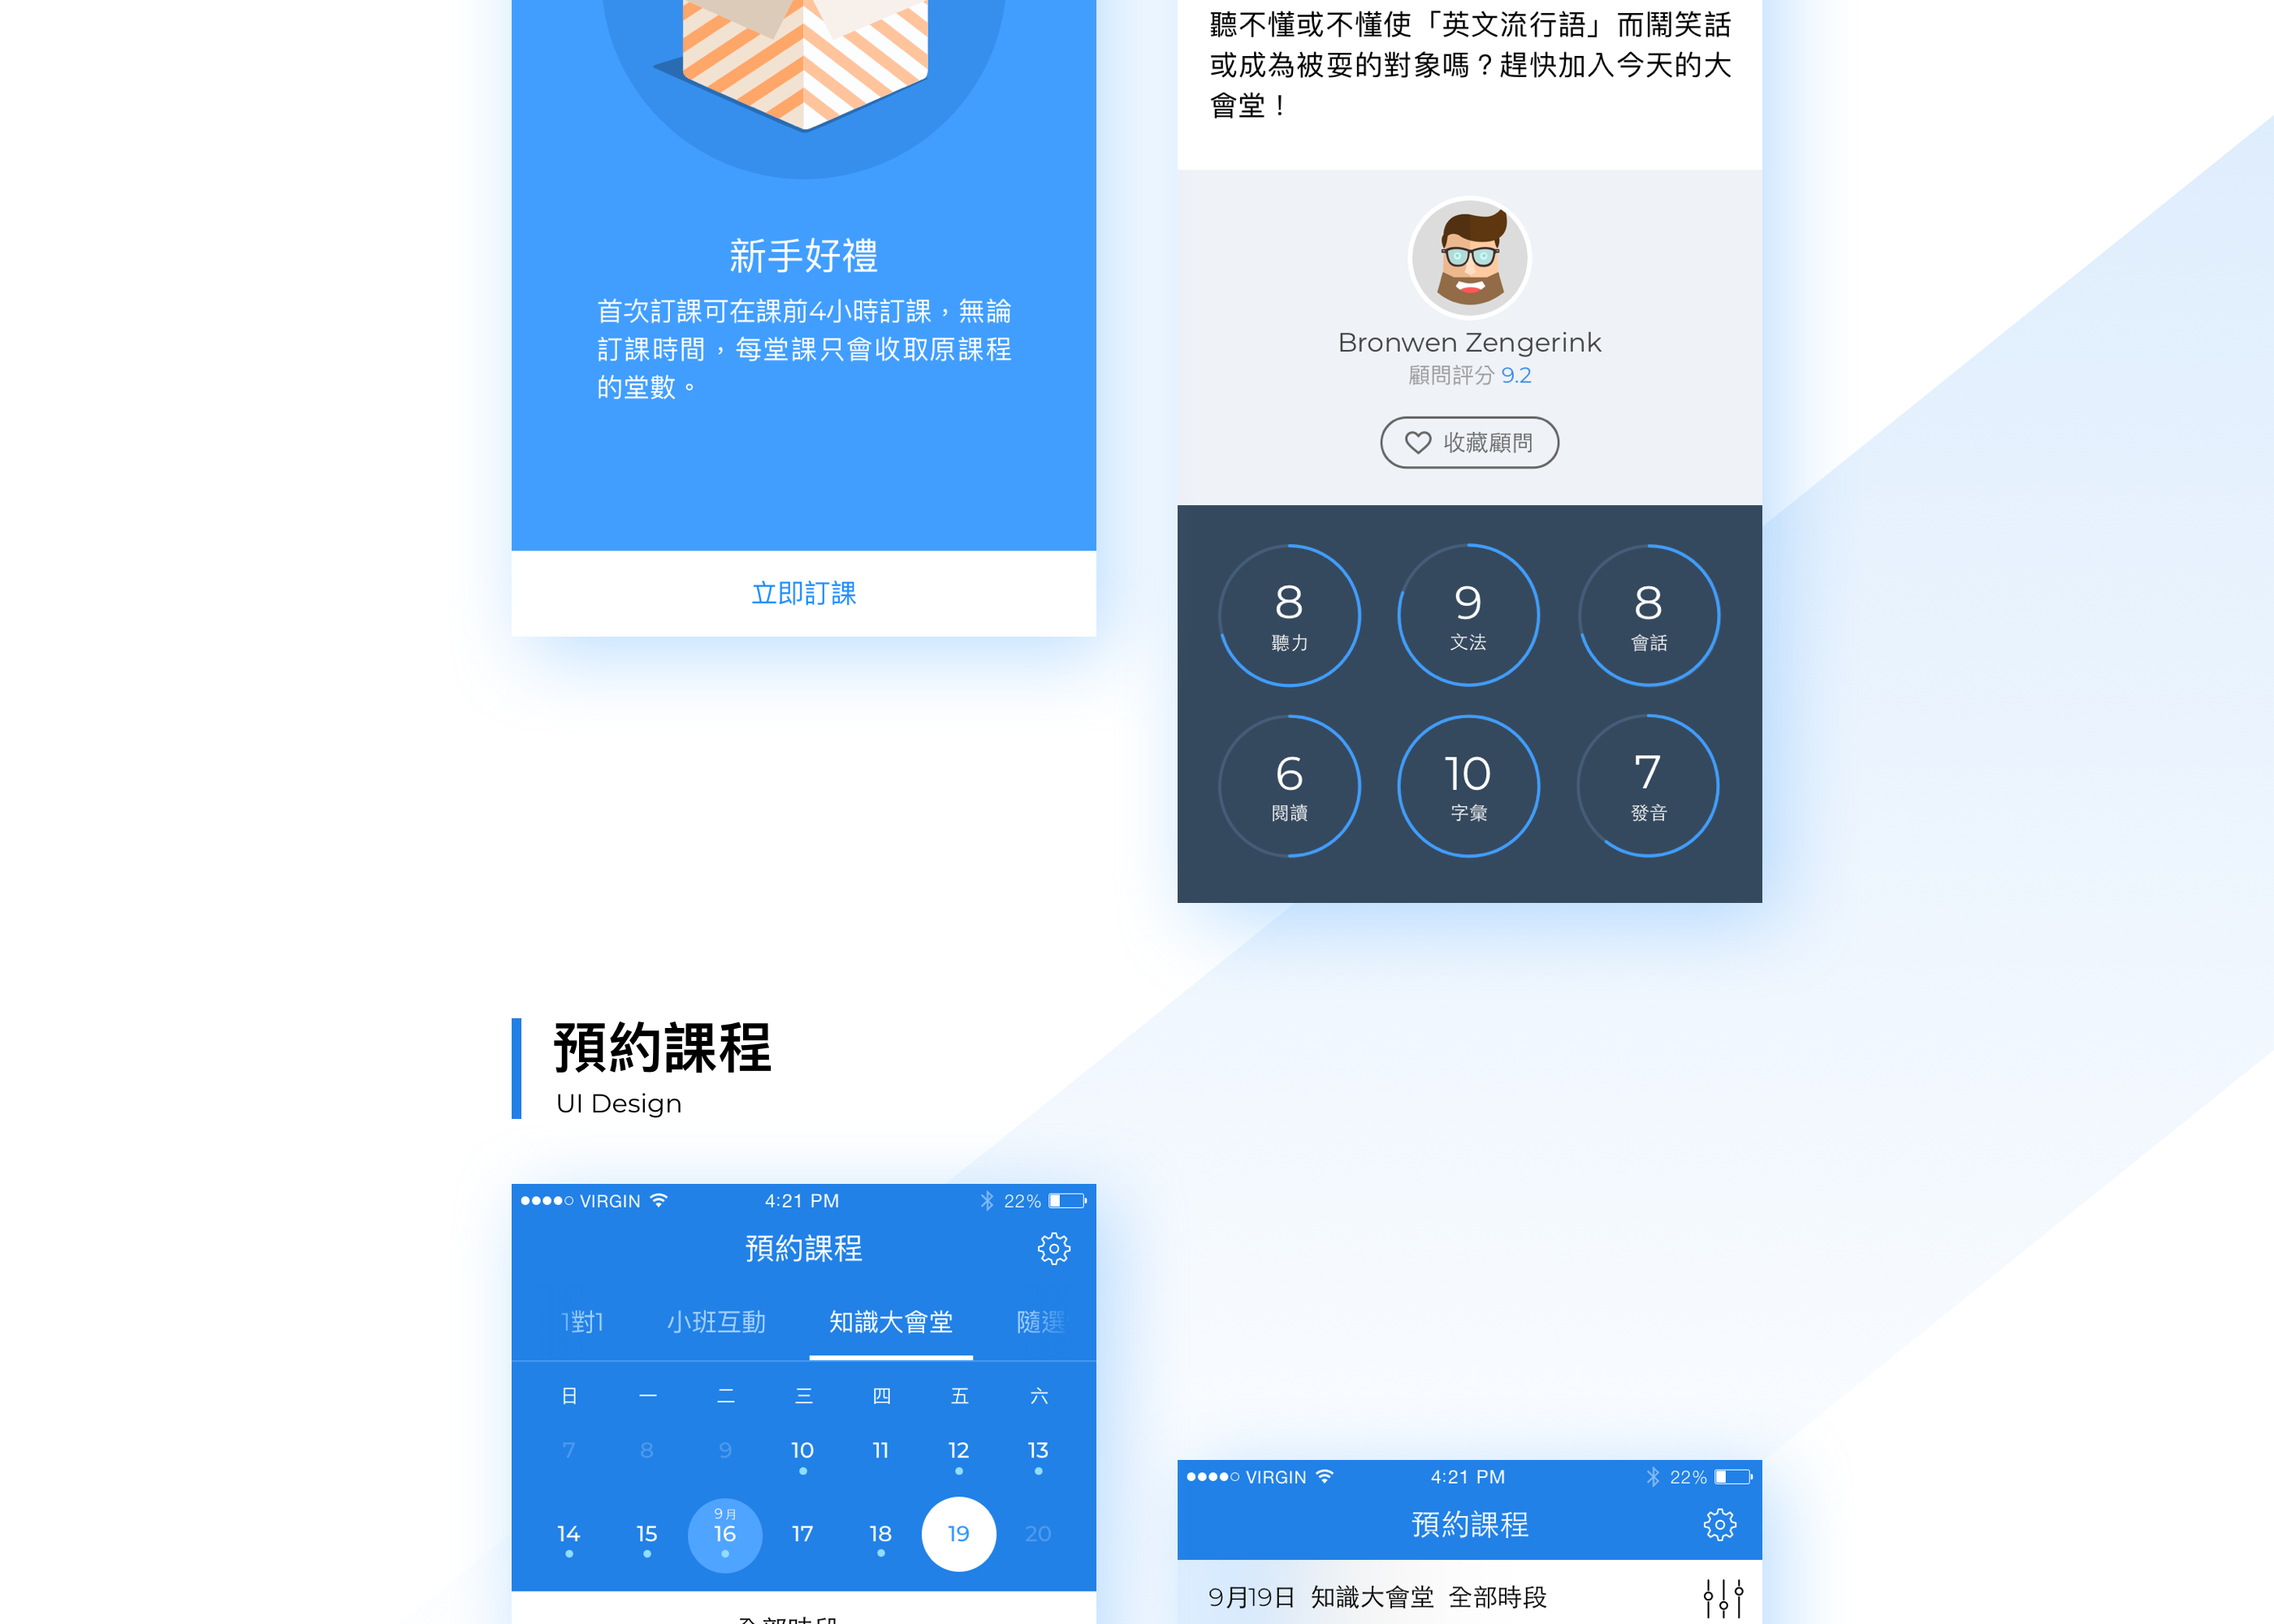 聽不懂或不懂使「英文流行語」而鬧笑話
或成為被耍的對象嗎？趕快加入今天的大
會堂！
新手好禮
首次訂課可在課前4小時訂課，無論
訂課時間，每堂課只會收取原課程
的堂數。
立即訂課
Bronwen Zengerink
顧問評分 9.2
收藏顧問
8 9 8
聽力 文法 會話
6 10 7
閱讀 字彙 發音
預約課程
UI Design
VIRGIN 4:21 PM 22%
預約課程
1對1 小班互動 知識大會堂 隨選
日 一 二 三 四 五 六
7 8 9 10 11 12 13
9月
14 15 16 17 18 19 20
全部時段
VIRGIN 4:21 PM 22%
預約課程
9月19日 知識大會堂 全部時段